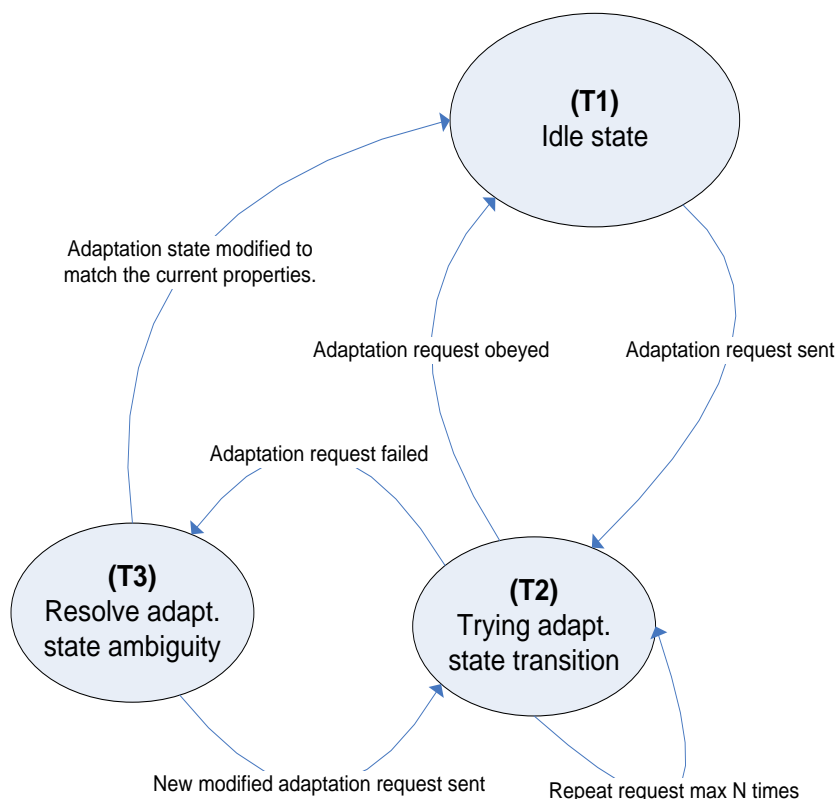 (T1)
Idle state
Adaptation state modified to
match the current properties.
Adaptation request obeyed
Adaptation request sent
Adaptation request failed
(T3)
Resolve adapt.
state ambiguity
(T2)
Trying adapt.
state transition
New modified adaptation request sent
Repeat request max N times